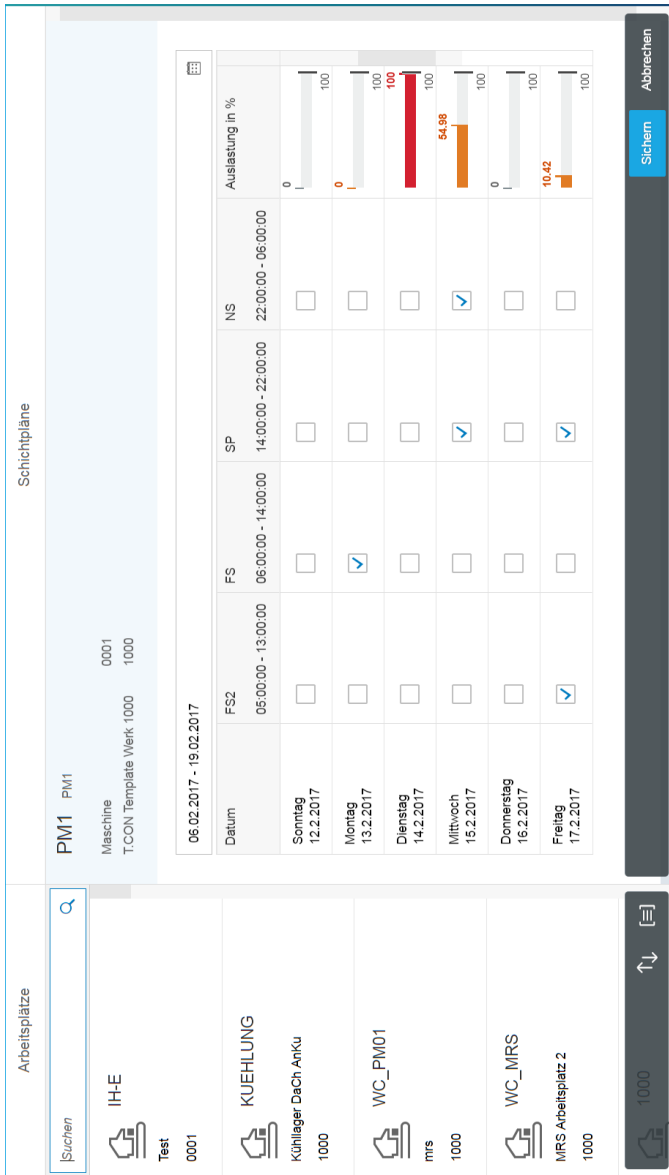 Arbeitsplätze
Suchen
IH-E
Test
0001
KUEHLUNG
Kühllager DaCh AnKu
1000
WC_PM01
mrs
1000
WC_MRS
MRS Arbeitsplatz 2
1000
1000
Schichtpläne
PM1 PM1
Maschine 0001
T.CON Template Werk 1000 1000
06.02.2017 - 19.02.2017
Datum FS2 FS SP NS Auslastung in %
05:00:00 - 13:00:00 06:00:00 - 14:00:00 14:00:00 - 22:00:00 22:00:00 - 06:00:00
Sonntag 0
12.2.2017 100
Montag 0
13.2.2017 100
Dienstag 100
14.2.2017 100
Mittwoch 54.98
15.2.2017 100
Donnerstag 0
16.2.2017 100
Freitag 10.42
17.2.2017 100
Sichern Abbrechen